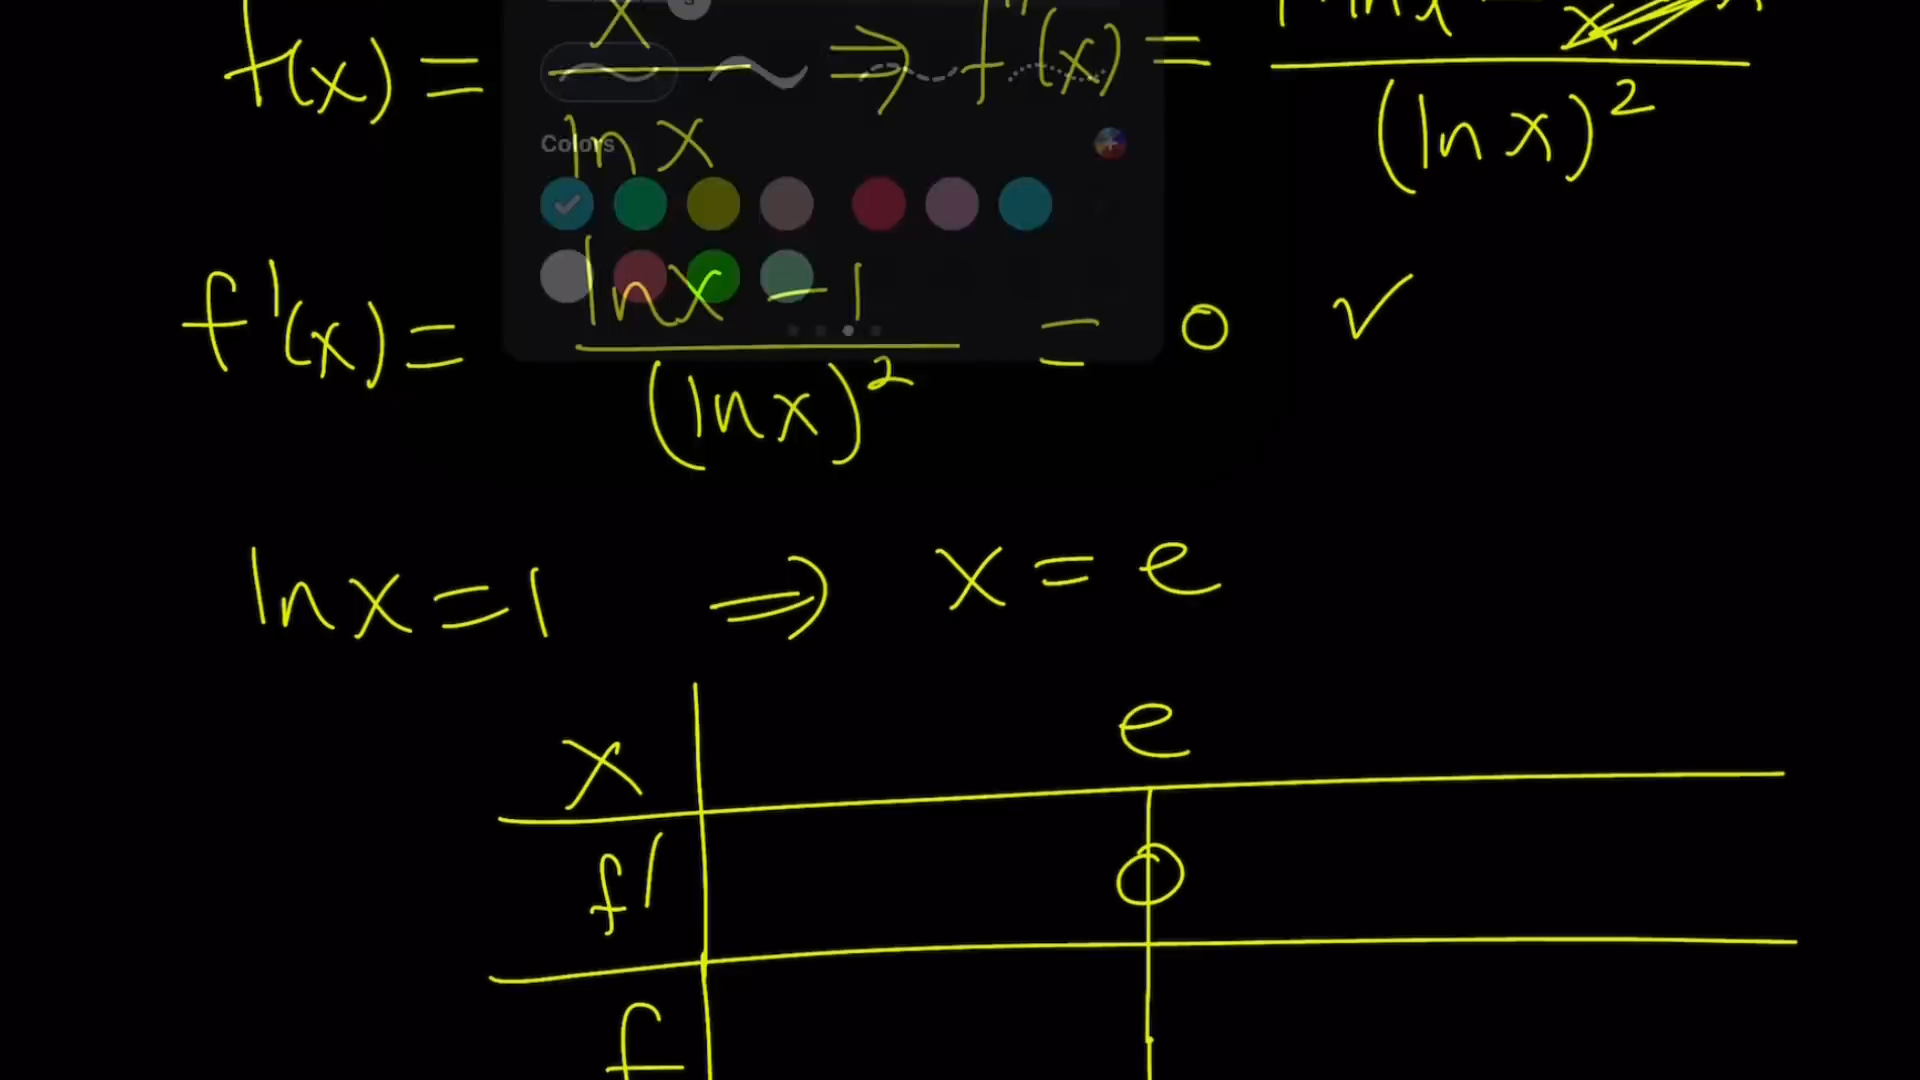 f(x) = x / ln x ⇒ f'(x) = 1·ln x - / (ln x)²
Colors
f'(x) = ln x - 1 / (ln x)² = 0 ✓
ln x = 1 ⇒ x = e
x e
f' 0
f